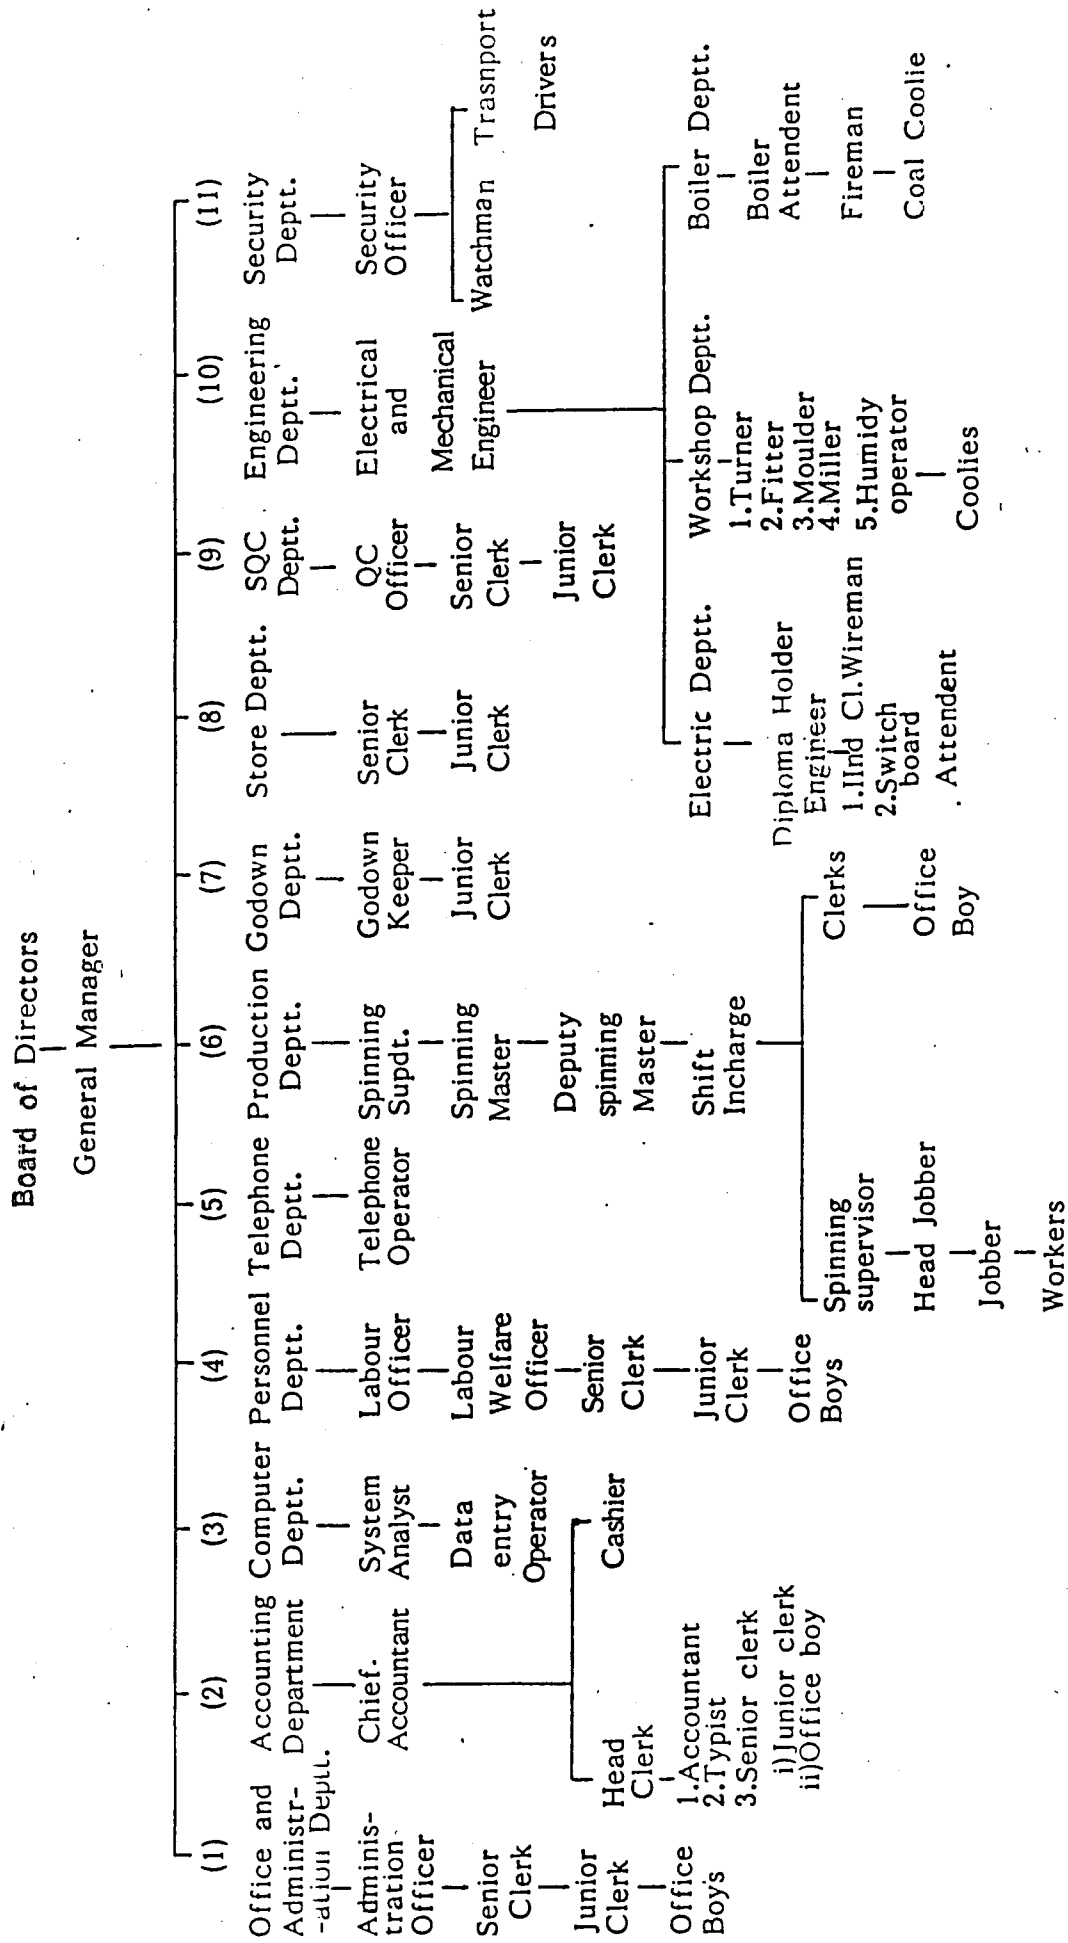 Board of Directors
General Manager
(1)
Office and
Administr-
-ation Deptt.
Adminis-
tration
Officer
Senior
Clerk
Junior
Clerk
Office
Boys
(2)
Accounting
Department
Chief.
Accountant
Head
Clerk
1.Accountant
2.Typist
3.Senior clerk
i)Junior clerk
ii)Office boy
Cashier
(3)
Computer
Deptt.
System
Analyst
Data
entry
Operator
(4)
Personnel
Deptt.
Labour
Officer
Labour
Welfare
Officer
Senior
Clerk
Junior
Clerk
Office
Boys
(5)
Telephone
Deptt.
Telephone
Operator
(6)
Production
Deptt.
Spinning
Supdt.
Spinning
Master
Deputy
spinning
Master
Shift
Incharge
Spinning
supervisor
Head Jobber
Jobber
Workers
Clerks
Office
Boy
(7)
Godown
Deptt.
Godown
Keeper
Junior
Clerk
(8)
Store Deptt.
Senior
Clerk
Junior
Clerk
(9)
SQC
Deptt.
QC
Officer
Senior
Clerk
Junior
Clerk
(10)
Engineering
Deptt.
Electrical
and
Mechanical
Engineer
Electric Deptt.
Diploma Holder
Engineer
1.IInd Cl.Wireman
2.Switch
board
Attendent
Workshop Deptt.
1.Turner
2.Fitter
3.Moulder
4.Miller
5.Humidy
operator
Coolies
Boiler Deptt.
Boiler
Attendent
Fireman
Coal Coolie
(11)
Security
Deptt.
Security
Officer
Watchman
Trasnport
Drivers